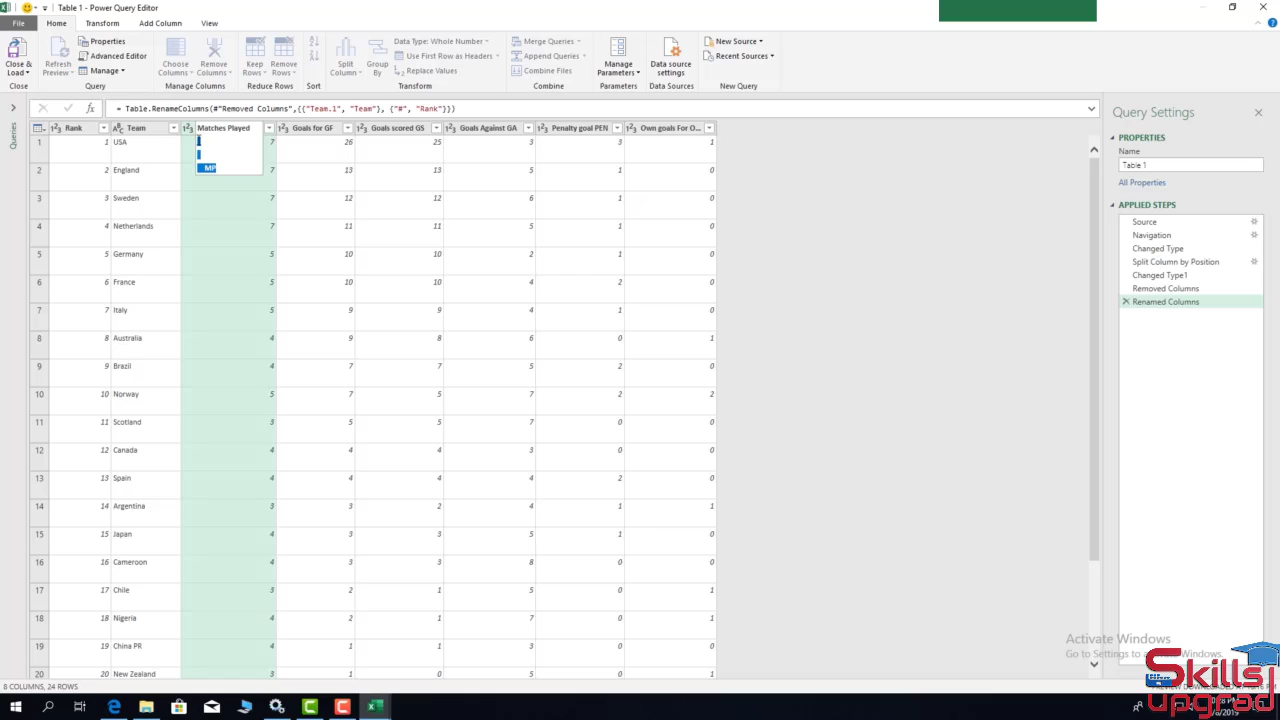 Table 1 - Power Query Editor
File Home Transform Add Column View
Close & Load Refresh Preview Properties Advanced Editor Manage Choose Columns Remove Columns Keep Rows Remove Rows Split Column Group By Data Type: Whole Number Use First Row as Headers Replace Values Merge Queries Append Queries Combine Files Manage Parameters Data source settings New Source Recent Sources
Close Query Manage Columns Reduce Rows Sort Transform Combine Parameters Data Sources New Query
fx = Table.RenameColumns(#"Removed Columns",{{"Team.1", "Team"}, {"#", "Rank"}})
Queries
Rank Team Matches Played Goals for GF Goals scored GS Goals Against GA Penalty goal PEN Own goals For O...
MP
1 1 USA 7 26 25 3 3 1
2 2 England 7 13 13 5 1 0
3 3 Sweden 7 12 12 6 1 0
4 4 Netherlands 7 11 11 5 1 0
5 5 Germany 5 10 10 2 1 0
6 6 France 5 10 10 4 2 0
7 7 Italy 5 9 9 4 1 0
8 8 Australia 4 9 8 6 0 1
9 9 Brazil 4 7 7 5 2 0
10 10 Norway 5 7 5 7 2 2
11 11 Scotland 3 5 5 7 0 0
12 12 Canada 4 4 4 3 0 0
13 13 Spain 4 4 4 4 2 0
14 14 Argentina 3 3 2 4 1 1
15 15 Japan 4 3 3 5 1 0
16 16 Cameroon 4 3 3 8 0 0
17 17 Chile 3 2 1 5 0 1
18 18 Nigeria 4 2 1 7 0 1
19 19 China PR 4 1 1 3 0 0
20 20 New Zealand 3 1 0 5 0 1
8 COLUMNS, 24 ROWS
Query Settings
PROPERTIES
Name
Table 1
All Properties
APPLIED STEPS
Source
Navigation
Changed Type
Split Column by Position
Changed Type1
Removed Columns
Renamed Columns
Activate Windows
Go to Settings to activate Windows.
Skills
upgrad